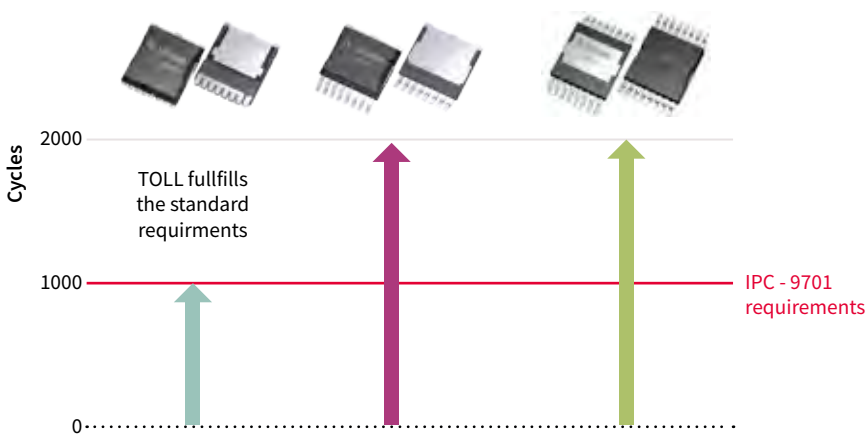 2000
Cycles
TOLL fullfills
the standard
requirments
1000
IPC - 9701
requirements
0